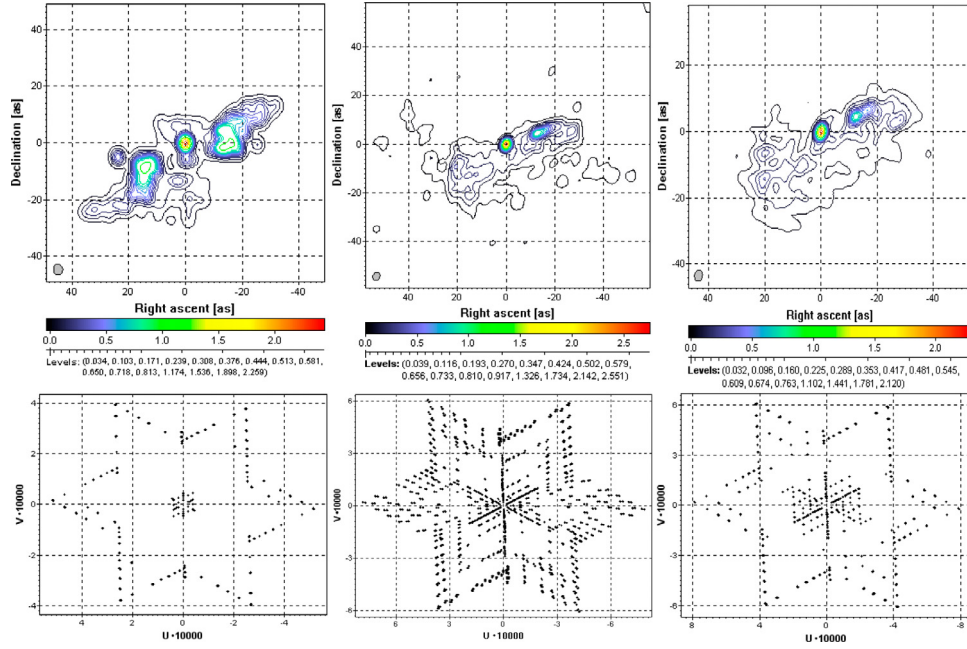 40
20
0
-20
-40
Declination [as]
40 20 0 -20 -40
Right ascent [as]
0.0 0.5 1.0 1.5 2.0 2.5
Levels: (0.034, 0.103, 0.171, 0.239, 0.308, 0.376, 0.444, 0.513, 0.581,
0.650, 0.718, 0.813, 1.174, 1.536, 1.898, 2.259)
40
20
0
-20
-40
Declination [as]
40 20 0 -20 -40
Right ascent [as]
0.0 0.5 1.0 1.5 2.0 2.5
Levels: (0.039, 0.116, 0.193, 0.270, 0.347, 0.424, 0.502, 0.579,
0.656, 0.733, 0.810, 0.917, 1.326, 1.734, 2.142, 2.551)
40
20
0
-20
-40
Declination [as]
40 20 0 -20 -40
Right ascent [as]
0.0 0.5 1.0 1.5 2.0 2.5
Levels: (0.032, 0.096, 0.160, 0.225, 0.289, 0.353, 0.417, 0.481, 0.545,
0.609, 0.674, 0.763, 1.102, 1.441, 1.781, 2.120)
4
2
0
-2
-4
V *10000
4 2 0 -2 -4
U *10000
6
3
0
-3
-6
V *10000
6 3 0 -3 -6
U *10000
6
3
0
-3
-6
V *10000
8 4 0 -4 -8
U *10000